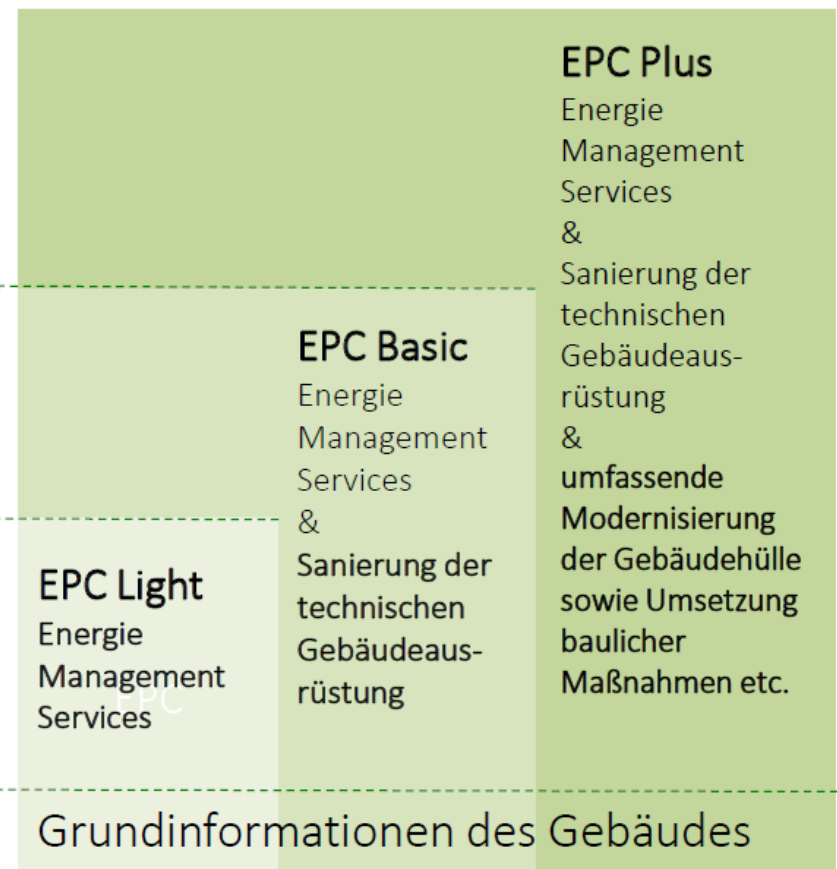 EPC Light
Energie
Management
Services
EPC
EPC Basic
Energie
Management
Services
&
Sanierung der
technischen
Gebäudeaus-
rüstung
EPC Plus
Energie
Management
Services
&
Sanierung der
technischen
Gebäudeaus-
rüstung
&
umfassende
Modernisierung
der Gebäudehülle
sowie Umsetzung
baulicher
Maßnahmen etc.
Grundinformationen des Gebäudes